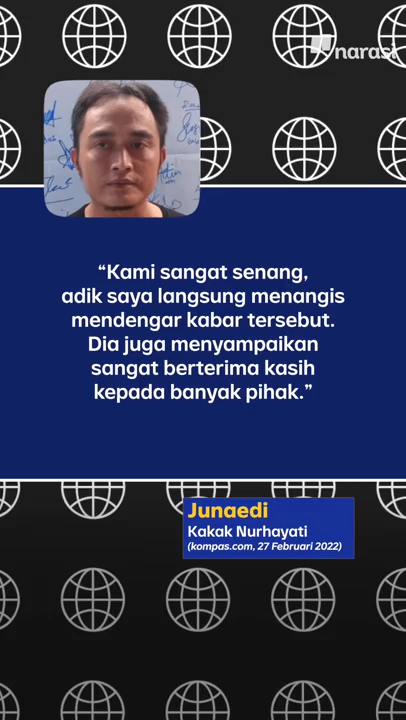 narasi
“Kami sangat senang,
adik saya langsung menangis
mendengar kabar tersebut.
Dia juga menyampaikan
sangat berterima kasih
kepada banyak pihak.”
Junaedi
Kakak Nurhayati
(kompas.com, 27 Februari 2022)